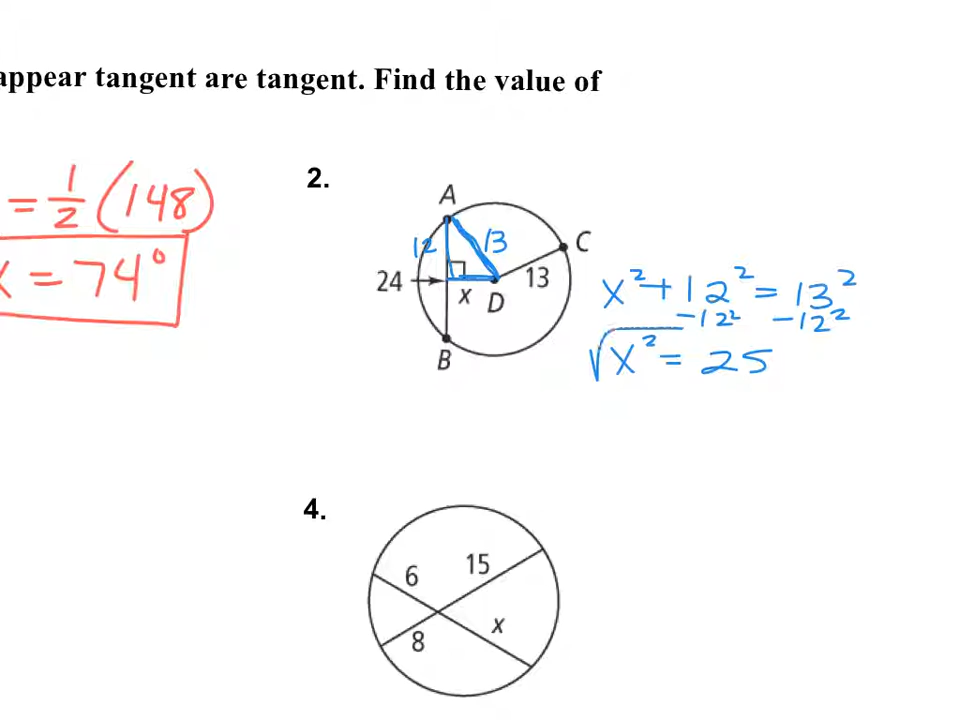 appear tangent are tangent. Find the value of
= 1/2 (148)
x = 74°
2.
A
12
13
C
24
x
D
13
B
x² + 12² = 13²
-12² -12²
√x² = 25
4.
6
15
8
x